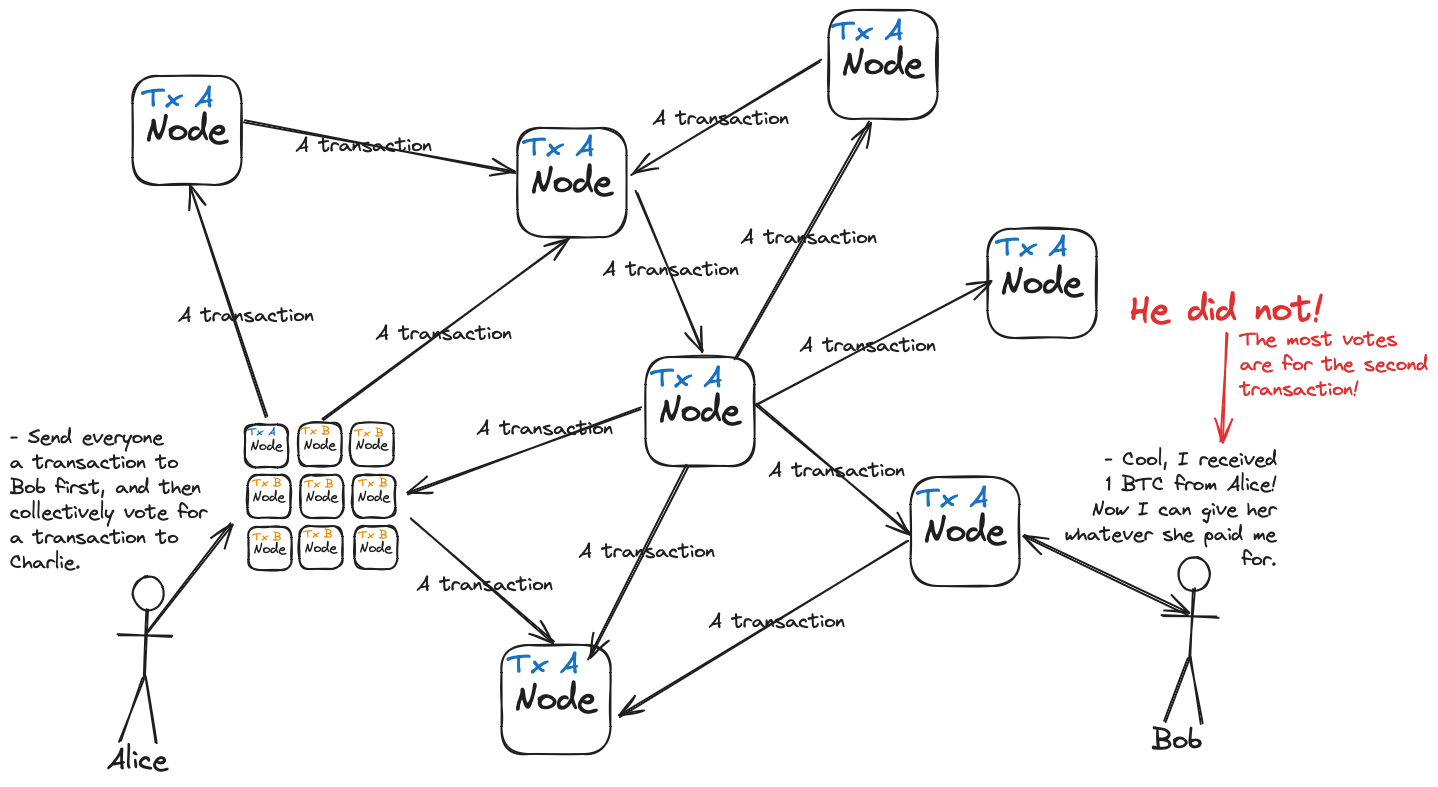 Tx A
Node
Tx A
Node
A transaction
A transaction
Tx A
Node
A transaction
A transaction
Tx A
Node
A transaction
A transaction
A transaction
He did not!
The most votes
are for the second
transaction!
Tx A
Node
A transaction
- Send everyone
a transaction to
Bob first, and then
collectively vote for
a transaction to
Charlie.
Tx A
Node
Tx B
Node
Tx B
Node
Tx B
Node
Tx B
Node
Tx B
Node
Tx B
Node
Tx B
Node
Tx B
Node
A transaction
A transaction
- Cool, I received
1 BTC from Alice!
Now I can give her
whatever she paid me
for.
Tx A
Node
A transaction
A transaction
A transaction
Tx A
Node
Alice
Bob